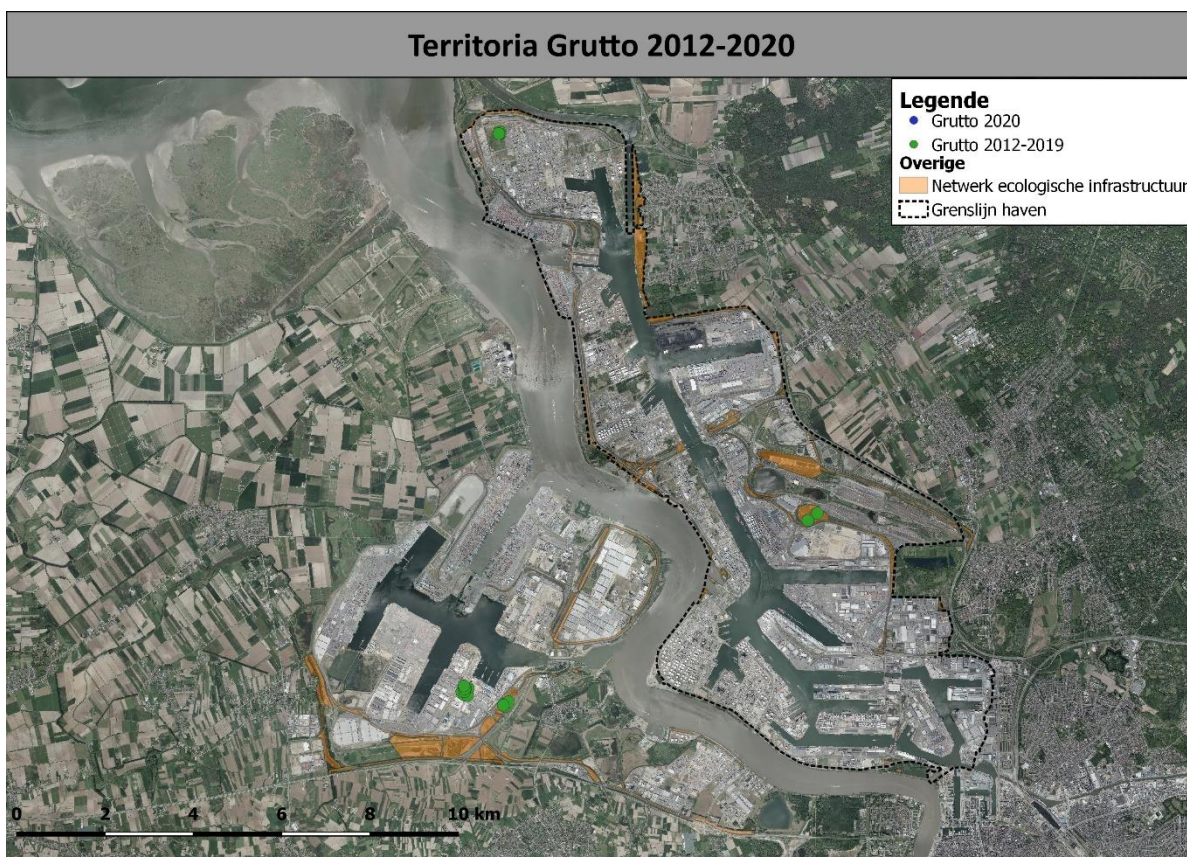 Territoria Grutto 2012-2020
Legende
Grutto 2020
Grutto 2012-2019
Overige
Netwerk ecologische infrastructuur
Grenslijn haven
0 2 4 6 8 10 km